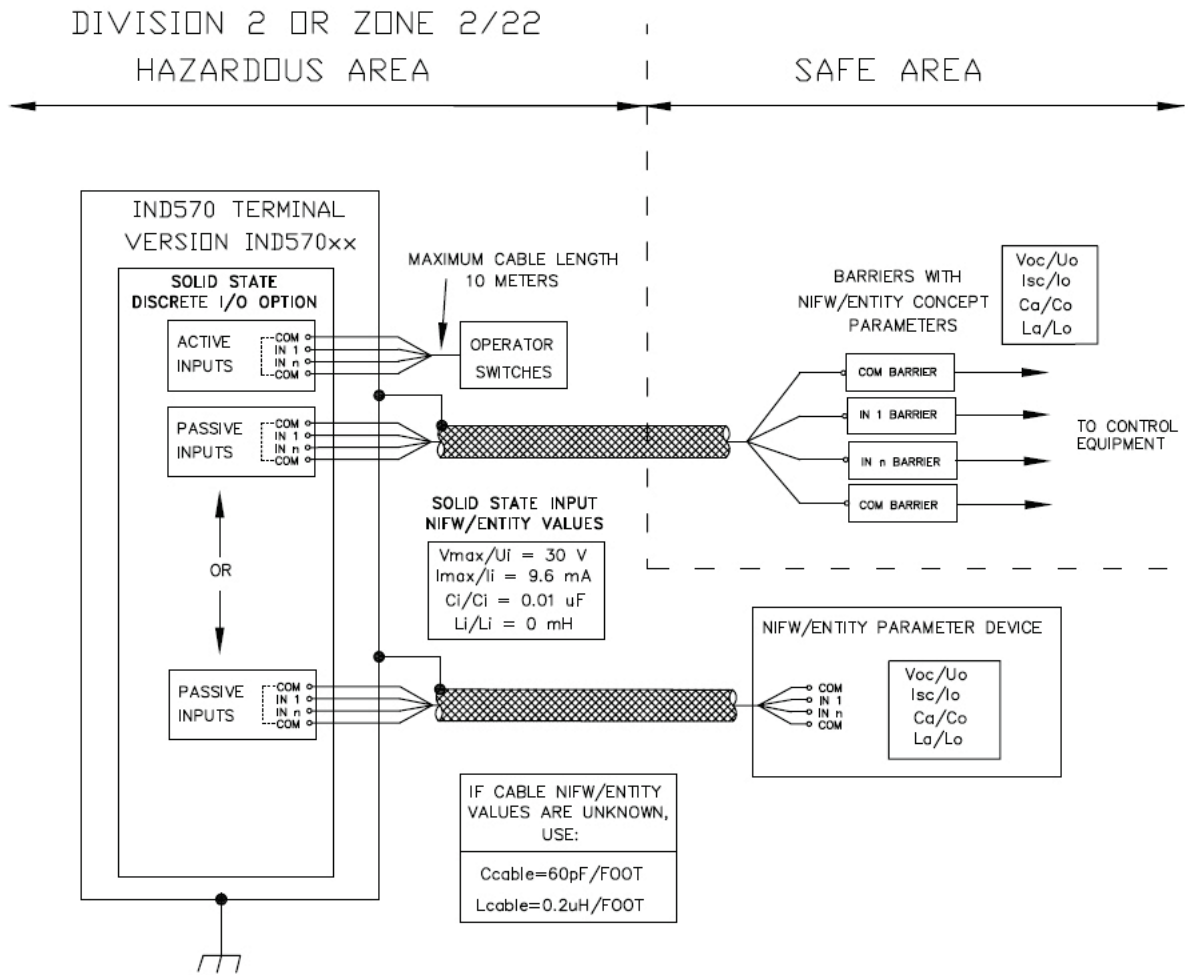 DIVISION 2 OR ZONE 2/22
HAZARDOUS AREA
SAFE AREA
IND570 TERMINAL
VERSION IND570xx
SOLID STATE
DISCRETE I/O OPTION
ACTIVE
INPUTS
COM
IN 1
IN n
COM
MAXIMUM CABLE LENGTH
10 METERS
OPERATOR
SWITCHES
PASSIVE
INPUTS
COM
IN 1
IN n
COM
BARRIERS WITH
NIFW/ENTITY CONCEPT
PARAMETERS
Voc/Uo
Isc/Io
Ca/Co
La/Lo
COM BARRIER
IN 1 BARRIER
IN n BARRIER
COM BARRIER
TO CONTROL
EQUIPMENT
SOLID STATE INPUT
NIFW/ENTITY VALUES
Vmax/Ui = 30 V
Imax/Ii = 9.6 mA
Ci/Ci = 0.01 uF
Li/Li = 0 mH
OR
PASSIVE
INPUTS
COM
IN 1
IN n
COM
NIFW/ENTITY PARAMETER DEVICE
COM
IN 1
IN n
COM
Voc/Uo
Isc/Io
Ca/Co
La/Lo
IF CABLE NIFW/ENTITY
VALUES ARE UNKNOWN,
USE:
Ccable=60pF/FOOT
Lcable=0.2uH/FOOT